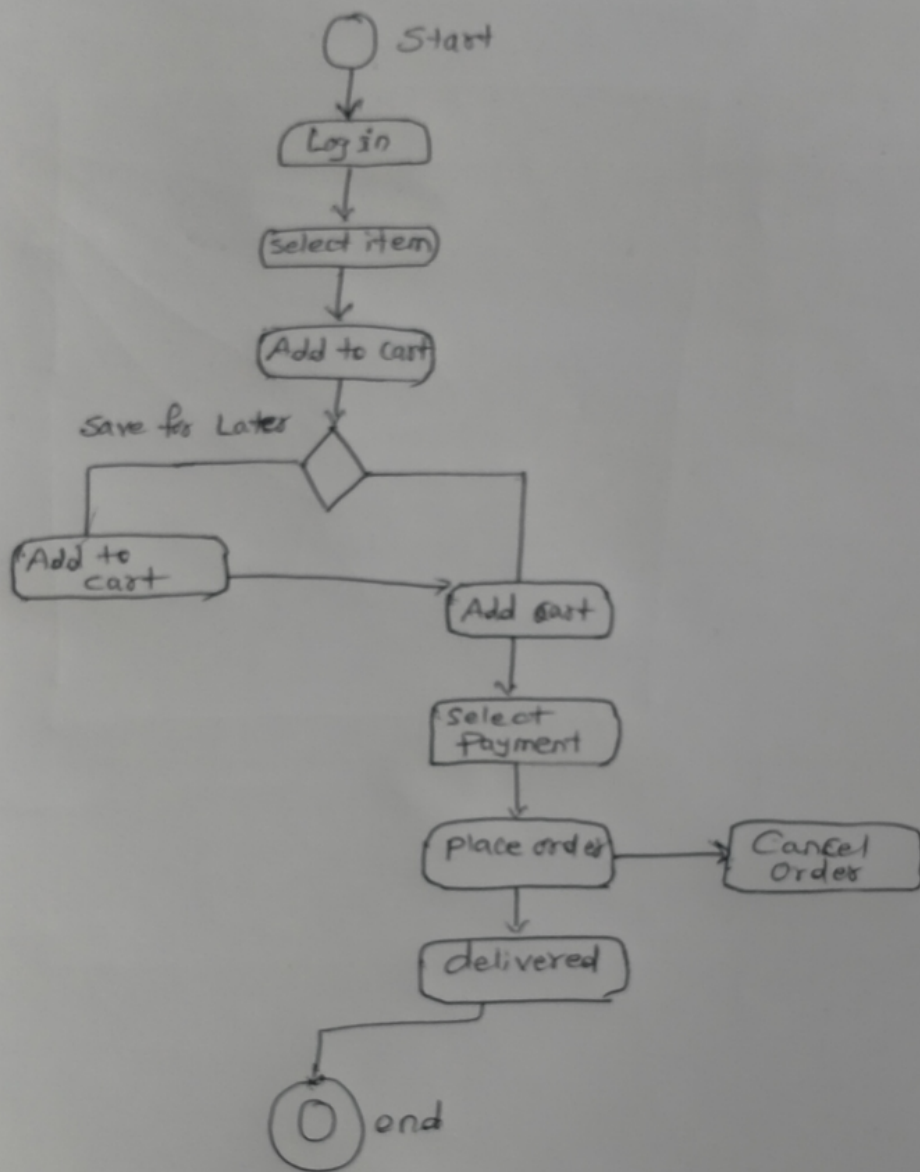 Start
Log in
Select item
Add to cart
Save for Later
Add to
cart
Add cart
Select
Payment
Place order
Cancel
Order
delivered
end